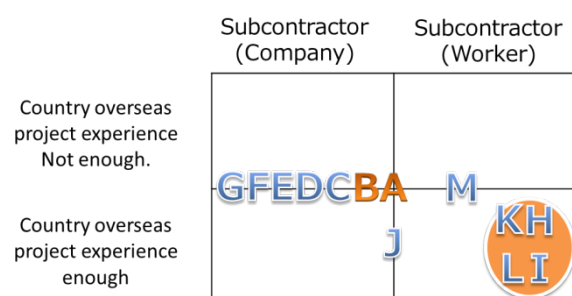 Subcontractor
(Company)
Subcontractor
(Worker)
Country overseas
project experience
Not enough.
GFEDCBA
M
Country overseas
project experience
enough
J
KH
LI